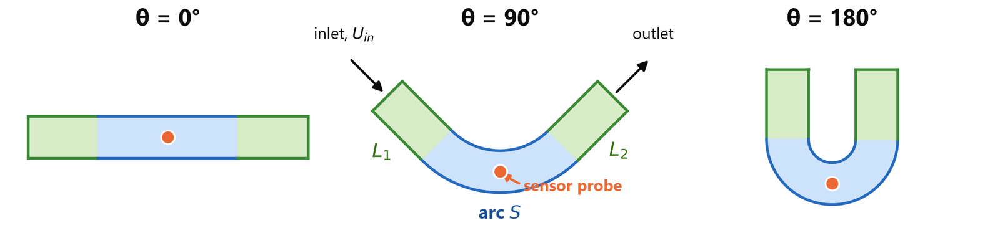 θ = 0°
θ = 90°
θ = 180°
inlet, U_in
outlet
L_1
L_2
sensor probe
arc S